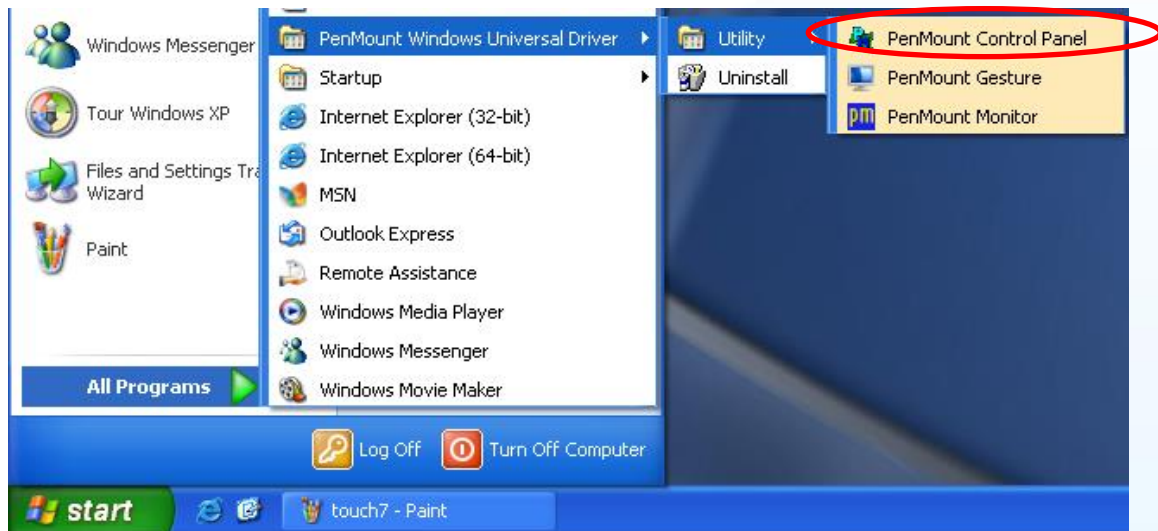 Windows Messenger
Tour Windows XP
Files and Settings Tra
Wizard
Paint
All Programs
PenMount Windows Universal Driver
Startup
Internet Explorer (32-bit)
Internet Explorer (64-bit)
MSN
Outlook Express
Remote Assistance
Windows Media Player
Windows Messenger
Windows Movie Maker
Utility
Uninstall
PenMount Control Panel
PenMount Gesture
pm PenMount Monitor
Log Off
Turn Off Computer
start
touch7 - Paint